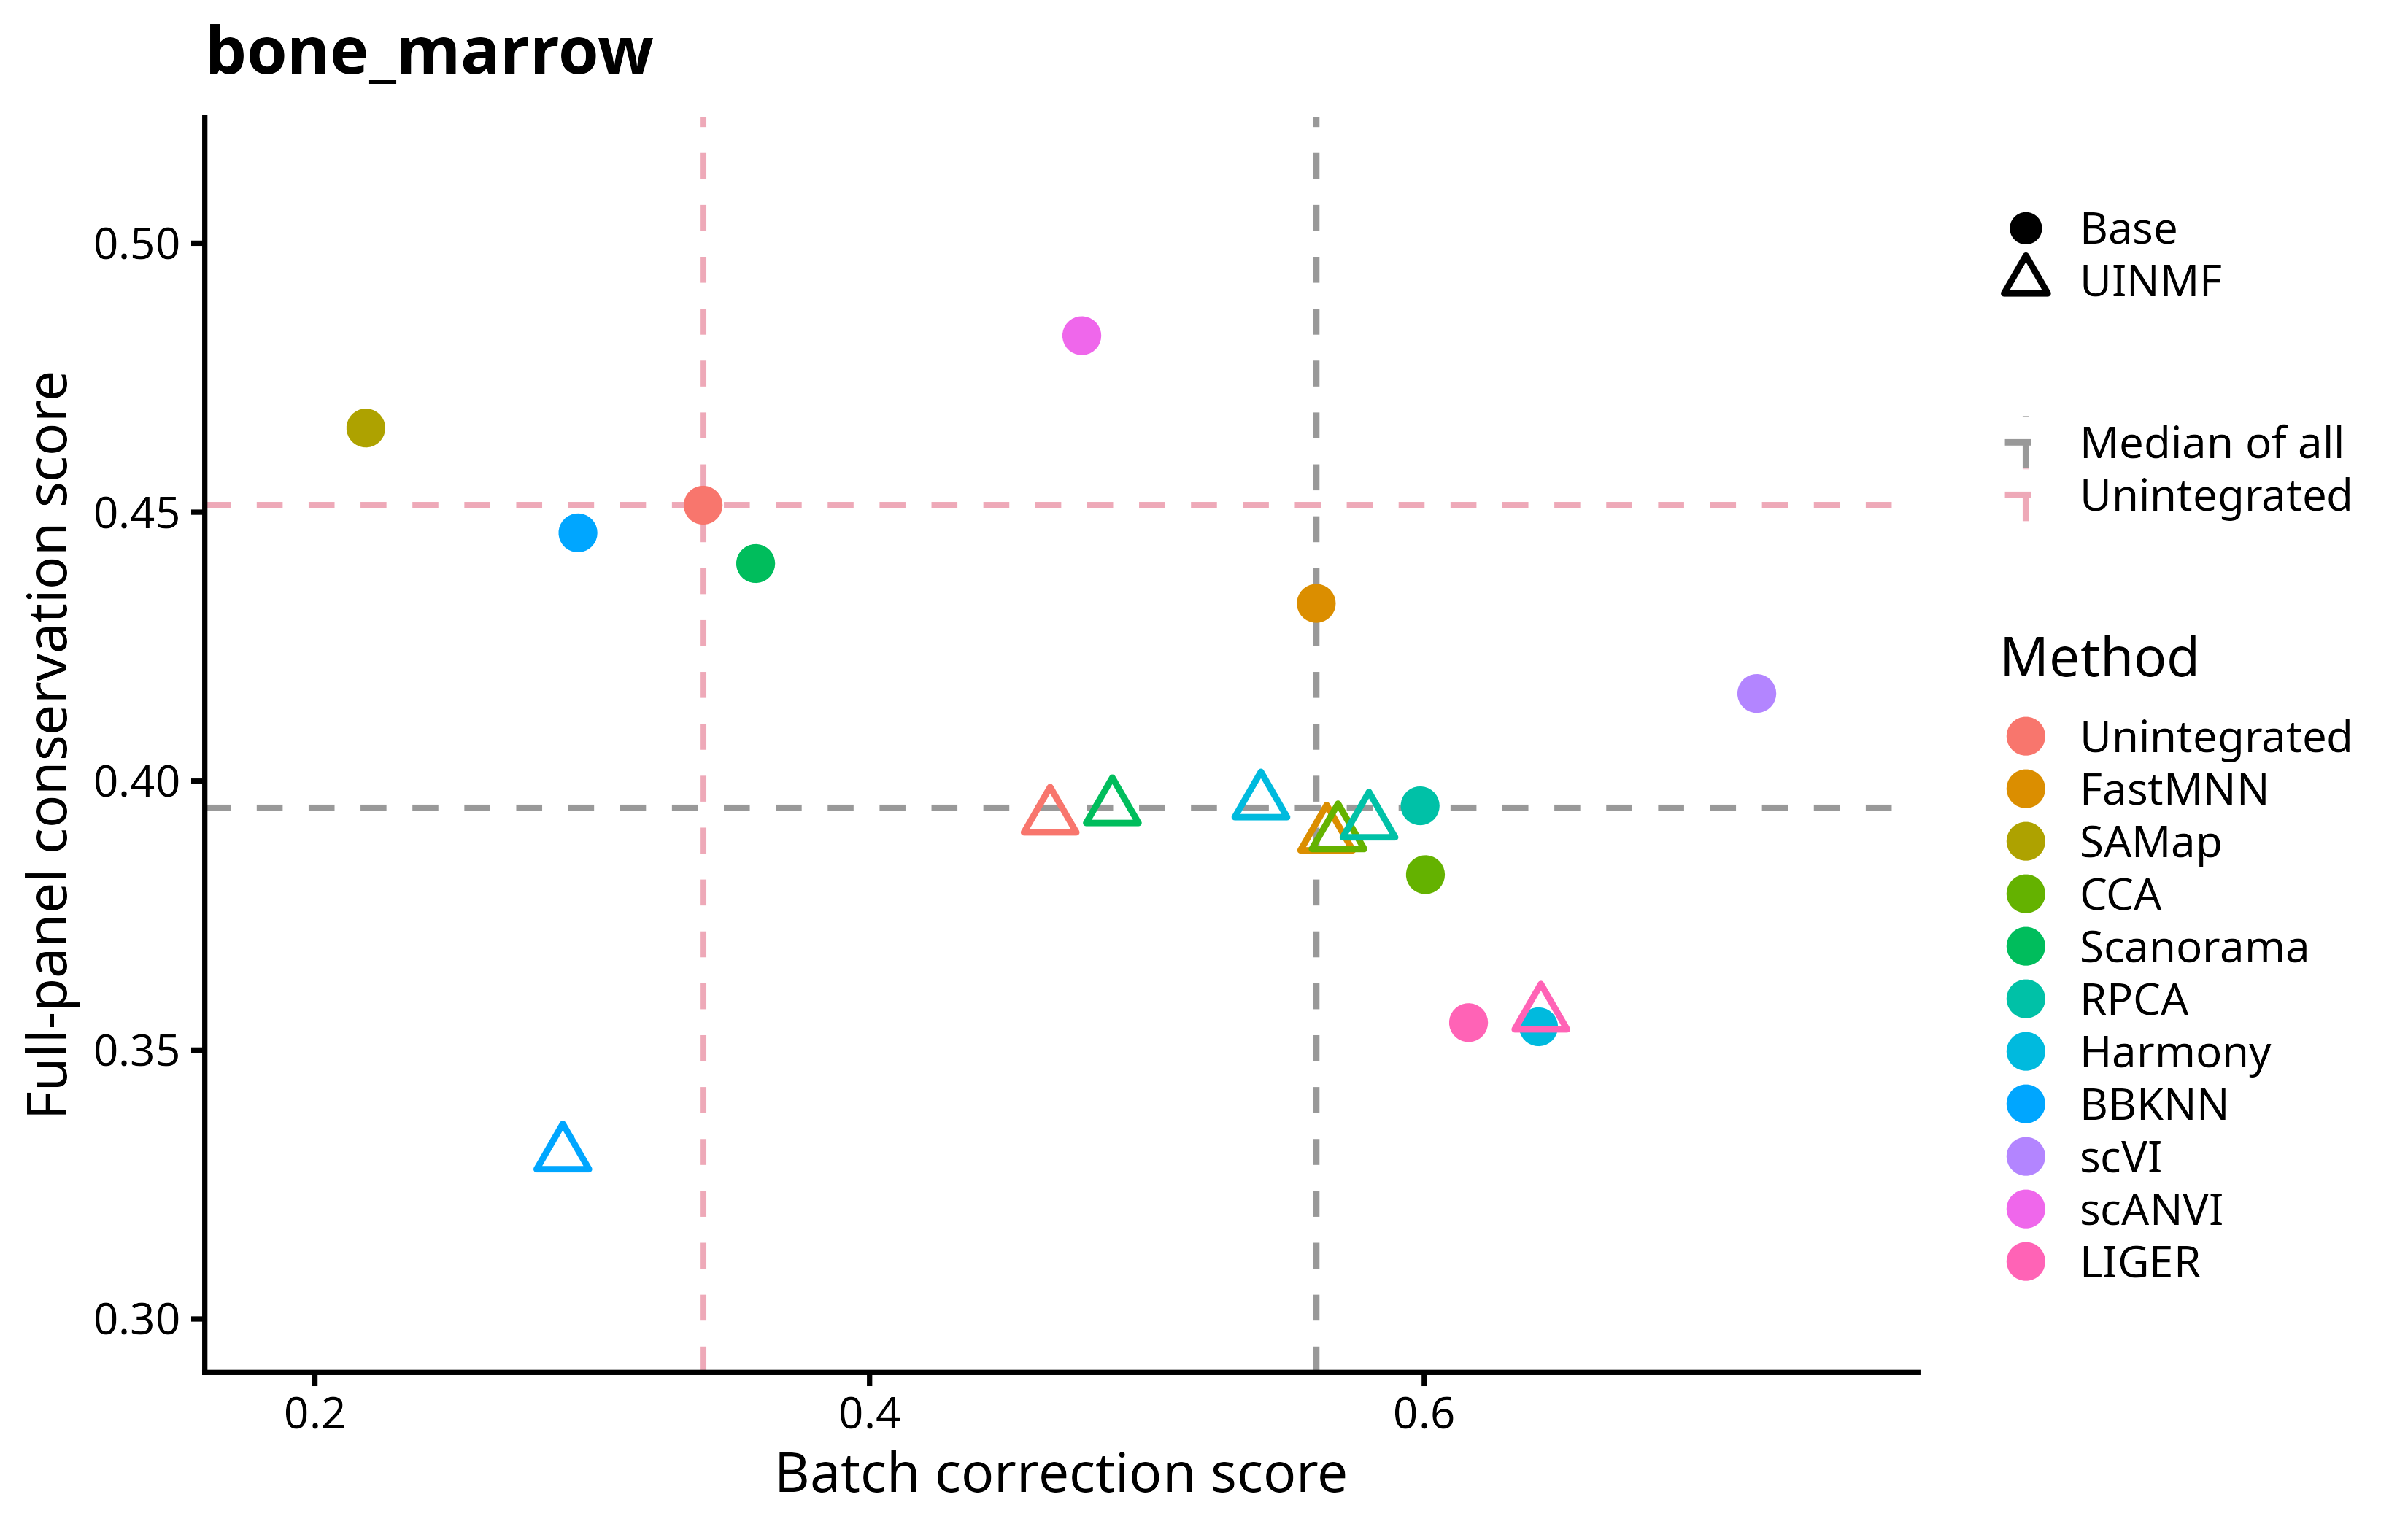 bone_marrow
Full-panel conservation score
0.50
0.45
0.40
0.35
0.30
0.2
0.4
0.6
Batch correction score
Base
UINMF
Median of all
Unintegrated
Method
Unintegrated
FastMNN
SAMap
CCA
Scanorama
RPCA
Harmony
BBKNN
scVI
scANVI
LIGER